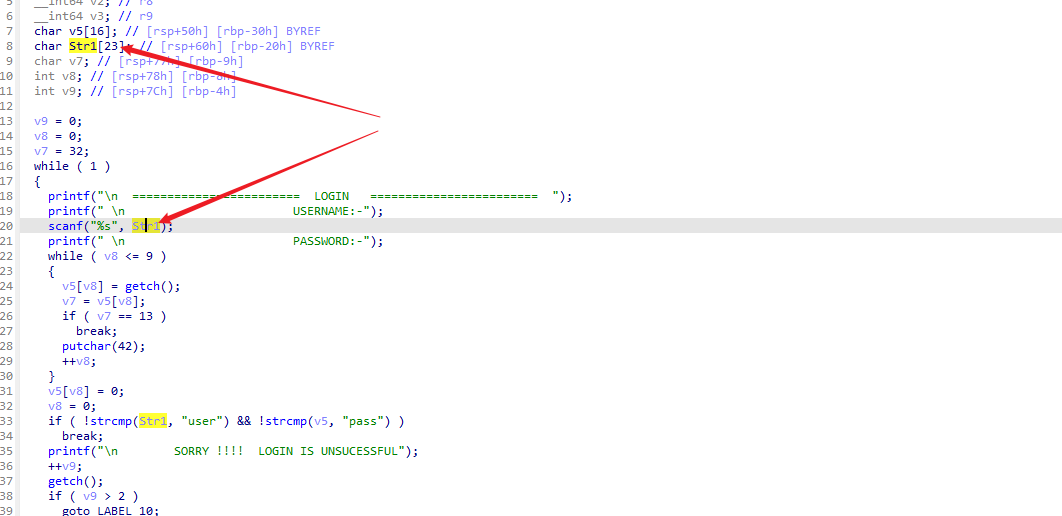 5 __int64 v2; // r8
6 __int64 v3; // r9
7 char v5[16]; // [rsp+50h] [rbp-30h] BYREF
8 char Str1[23]; // [rsp+60h] [rbp-20h] BYREF
9 char v7; // [rsp+77h] [rbp-9h]
10 int v8; // [rsp+78h] [rbp-8h]
11 int v9; // [rsp+7Ch] [rbp-4h]
12
13 v9 = 0;
14 v8 = 0;
15 v7 = 32;
16 while ( 1 )
17 {
18 printf("\n ======================== LOGIN ======================== ");
19 printf(" \n USERNAME:-");
20 scanf("%s", Str1);
21 printf(" \n PASSWORD:-");
22 while ( v8 <= 9 )
23 {
24 v5[v8] = getch();
25 v7 = v5[v8];
26 if ( v7 == 13 )
27 break;
28 putchar(42);
29 ++v8;
30 }
31 v5[v8] = 0;
32 v8 = 0;
33 if ( !strcmp(Str1, "user") && !strcmp(v5, "pass") )
34 break;
35 printf("\n SORRY !!!! LOGIN IS UNSUCESSFUL");
36 ++v9;
37 getch();
38 if ( v9 > 2 )
39 goto LABEL_10;